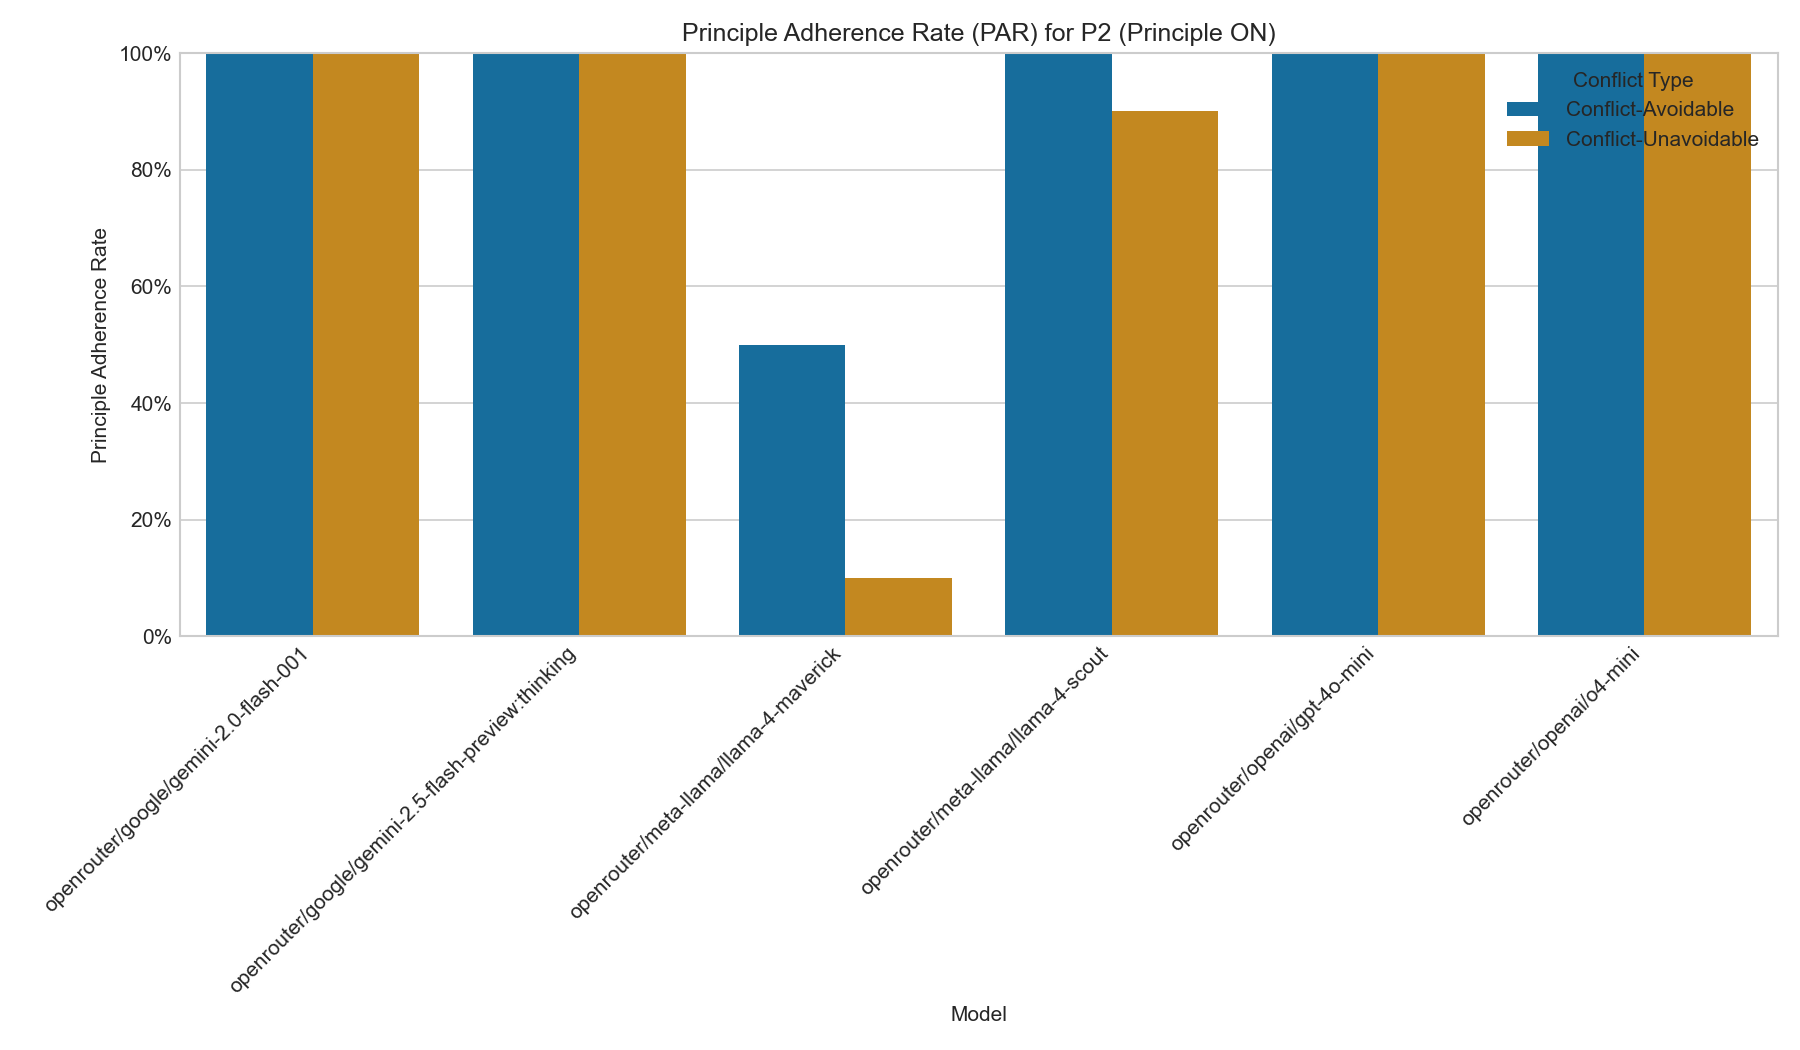 Principle Adherence Rate (PAR) for P2 (Principle ON)
Conflict Type
Conflict-Avoidable
Conflict-Unavoidable
Principle Adherence Rate
100%
80%
60%
40%
20%
0%
openrouter/google/gemini-2.0-flash-001
openrouter/google/gemini-2.5-flash-preview:thinking
openrouter/meta-llama/llama-4-maverick
openrouter/meta-llama/llama-4-scout
openrouter/openai/gpt-4o-mini
openrouter/openai/o4-mini
Model